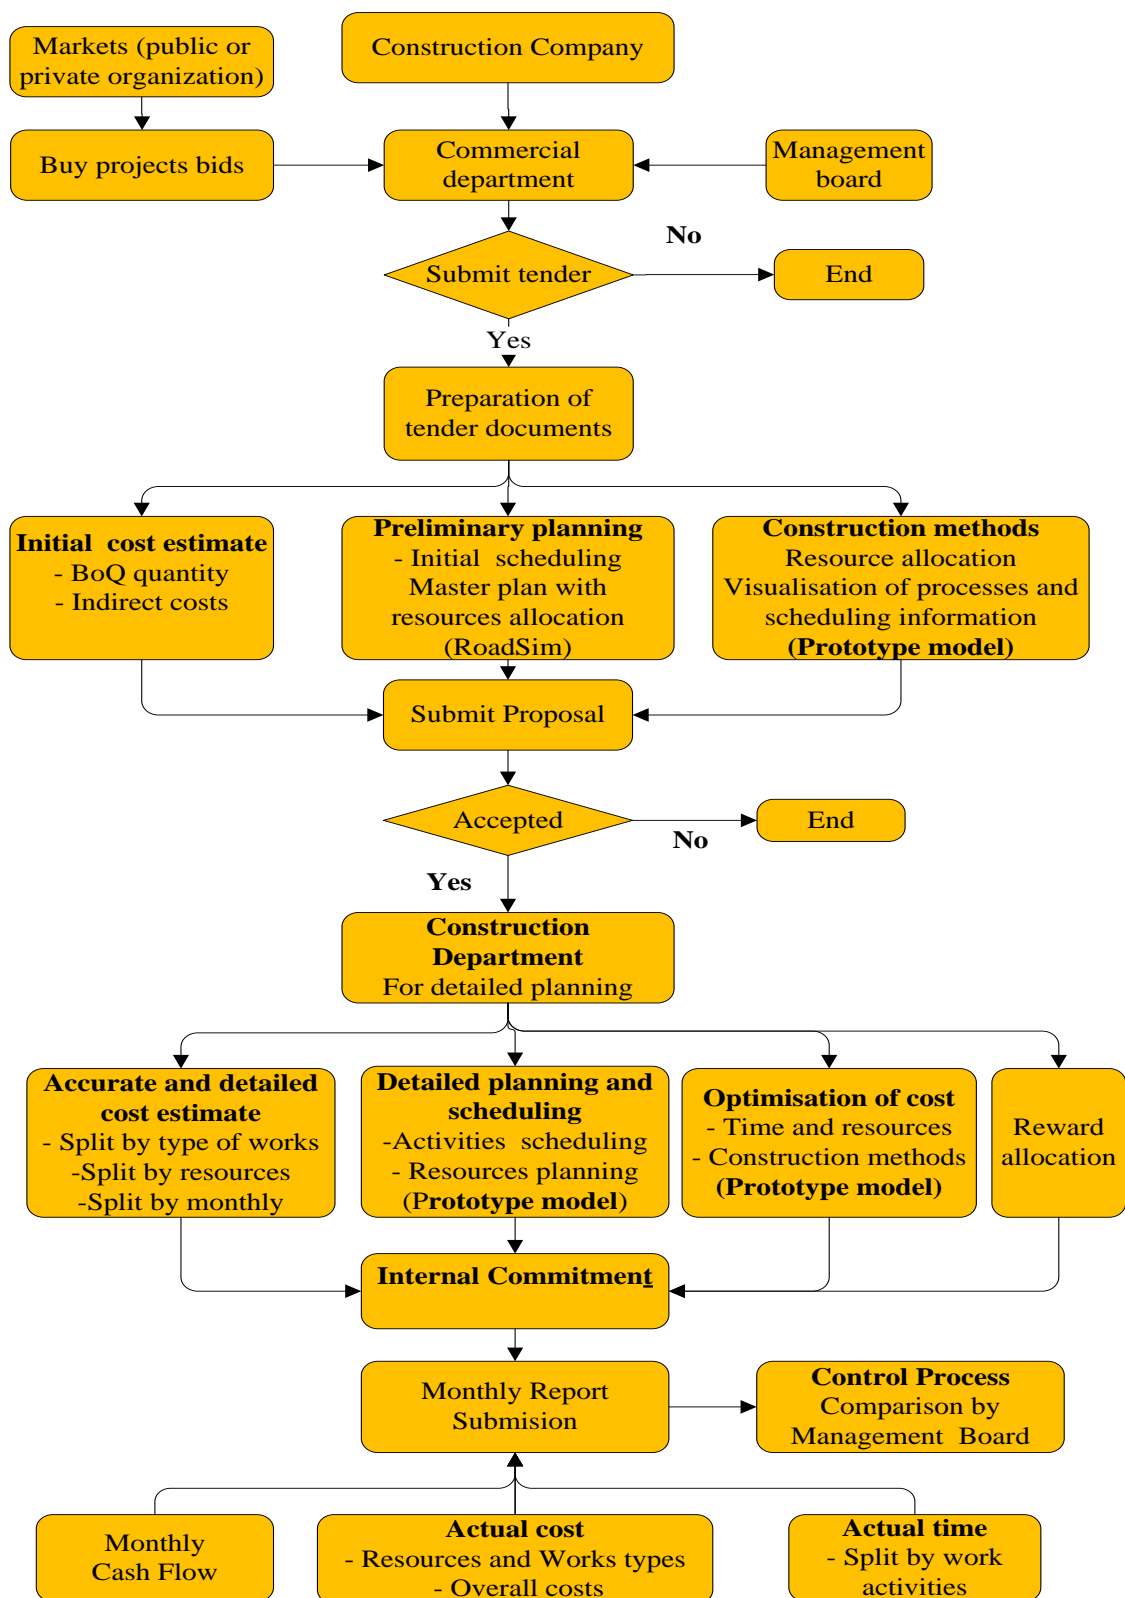 Markets (public or
private organization)
Construction Company
Buy projects bids
Commercial
department
Management
board
No
Submit tender
End
Yes
Preparation of
tender documents
Initial  cost estimate
- BoQ quantity
- Indirect costs
Preliminary planning
- Initial  scheduling
Master plan with
resources allocation
(RoadSim)
Construction methods
Resource allocation
Visualisation of processes and
scheduling information
(Prototype model)
Submit Proposal
Accepted
End
No
Yes
Construction
Department
For detailed planning
Accurate and detailed
cost estimate
- Split by type of works
-Split by resources
-Split by monthly
Detailed planning and
scheduling
-Activities  scheduling
- Resources planning
(Prototype model)
Optimisation of cost
- Time and resources
- Construction methods
(Prototype model)
Reward
allocation
Internal Commitment
Monthly Report
Submision
Control Process
Comparison by
Management  Board
Monthly
Cash Flow
Actual cost
- Resources and Works types
- Overall costs
Actual time
- Split by work
activities